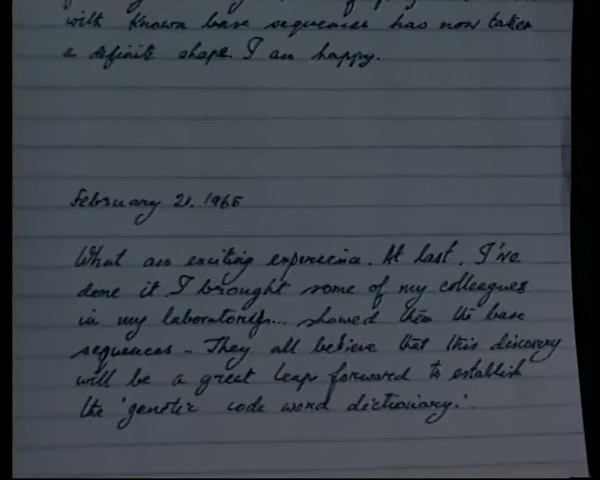 with known base sequences has now taken
a definite shape. I am happy.
February 21, 1965
What an exciting experience. At last. I've
done it. I brought some of my colleagues
in my laboratory... showed them the base
sequences.. They all believe that this discovery
will be a great leap forward to establish
the 'genetic code word dictionary.'